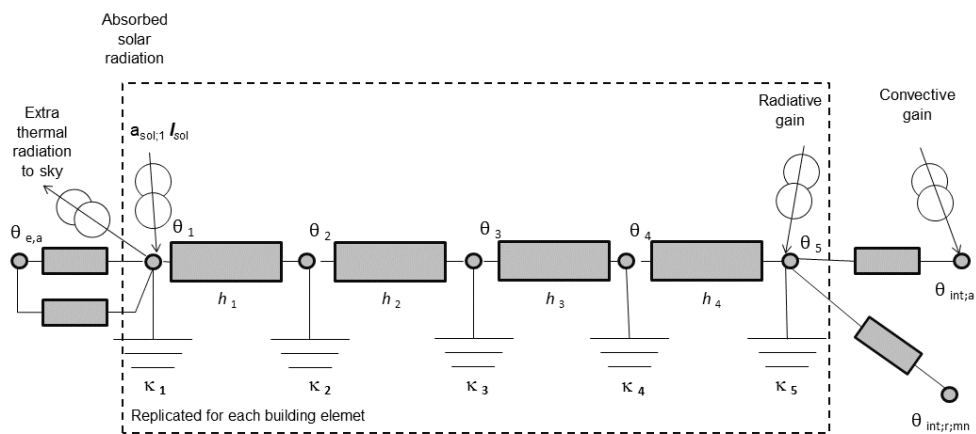 Absorbed
solar
radiation
Extra
thermal
radiation
to sky
a sol;1 I sol
Radiative
gain
Convective
gain
θ e,a
θ 1
θ 2
θ 3
θ 4
θ 5
h 1
h 2
h 3
h 4
θ int;a
κ 1
κ 2
κ 3
κ 4
κ 5
Replicated for each building elemet
θ int;r;mn